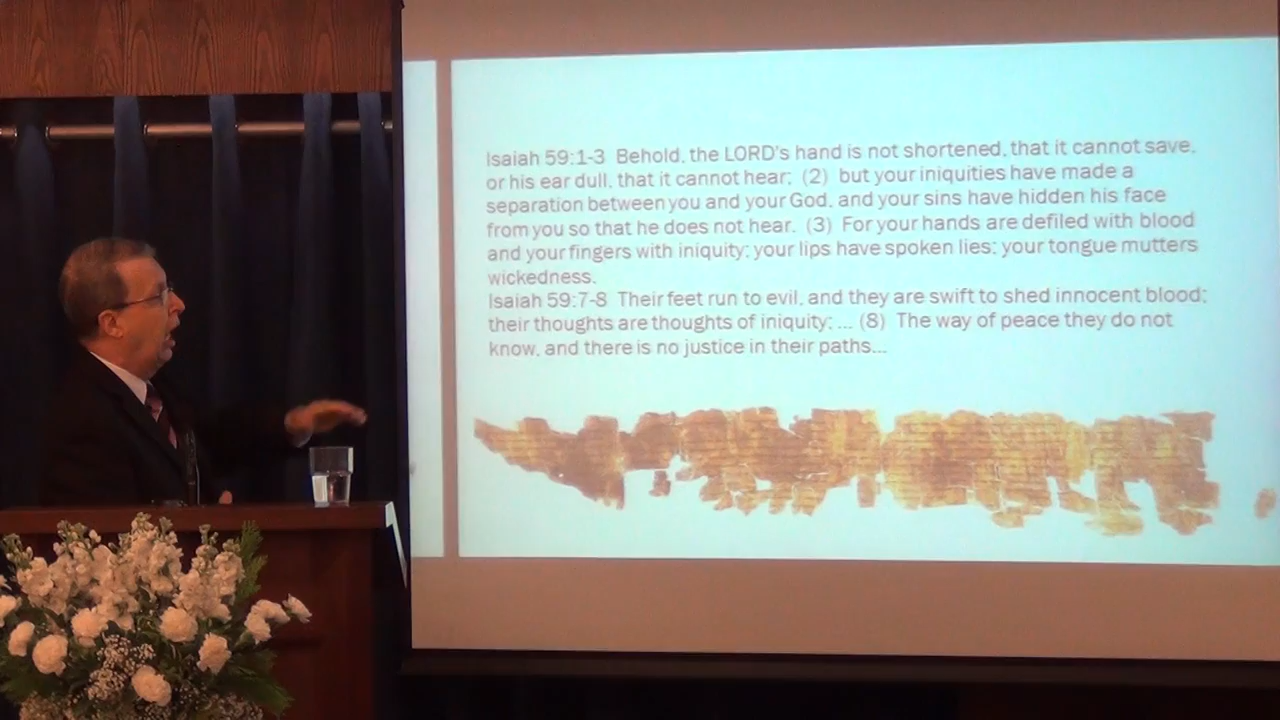 Isaiah 59:1-3 Behold, the LORD's hand is not shortened, that it cannot save,
or his ear dull, that it cannot hear; (2) but your iniquities have made a
separation between you and your God, and your sins have hidden his face
from you so that he does not hear. (3) For your hands are defiled with blood
and your fingers with iniquity; your lips have spoken lies; your tongue mutters
wickedness.
Isaiah 59:7-8 Their feet run to evil, and they are swift to shed innocent blood;
their thoughts are thoughts of iniquity; ... (8) The way of peace they do not
know, and there is no justice in their paths...